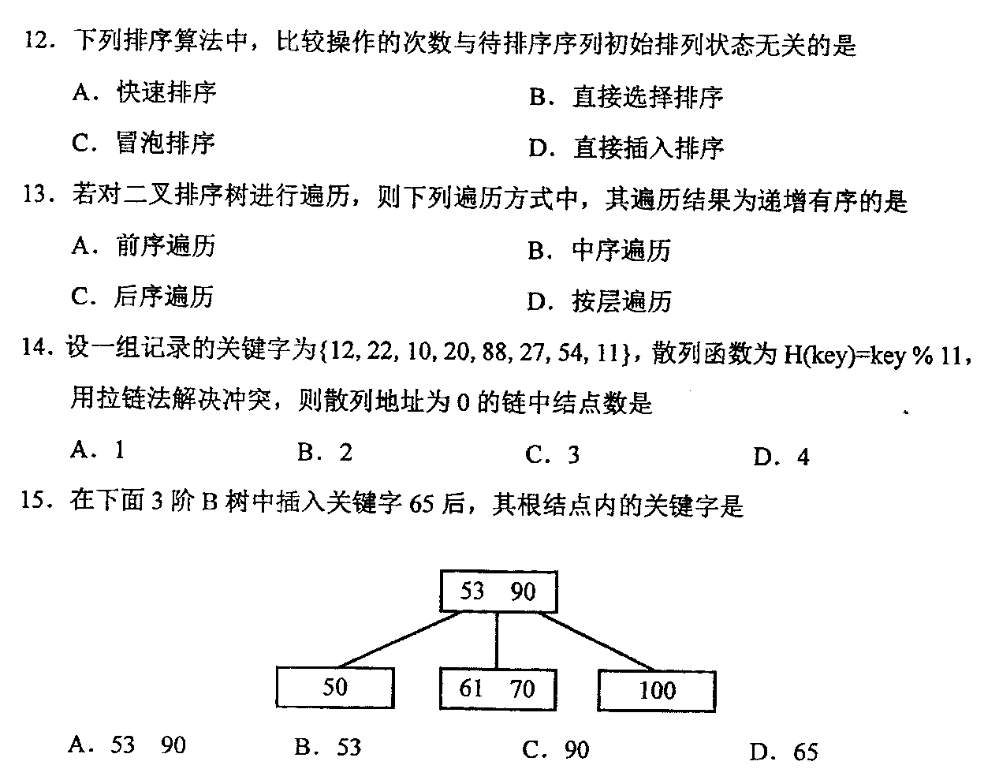 12．下列排序算法中，比较操作的次数与待排序序列初始排列状态无关的是
A．快速排序 B．直接选择排序
C．冒泡排序 D．直接插入排序
13．若对二叉排序树进行遍历，则下列遍历方式中，其遍历结果为递增有序的是
A．前序遍历 B．中序遍历
C．后序遍历 D．按层遍历
14．设一组记录的关键字为{12, 22, 10, 20, 88, 27, 54, 11}，散列函数为 H(key)=key % 11，
用拉链法解决冲突，则散列地址为 0 的链中结点数是
A．1 B．2 C．3 D．4
15．在下面 3 阶 B 树中插入关键字 65 后，其根结点内的关键字是
53 90
50 61 70 100
A．53 90 B．53 C．90 D．65